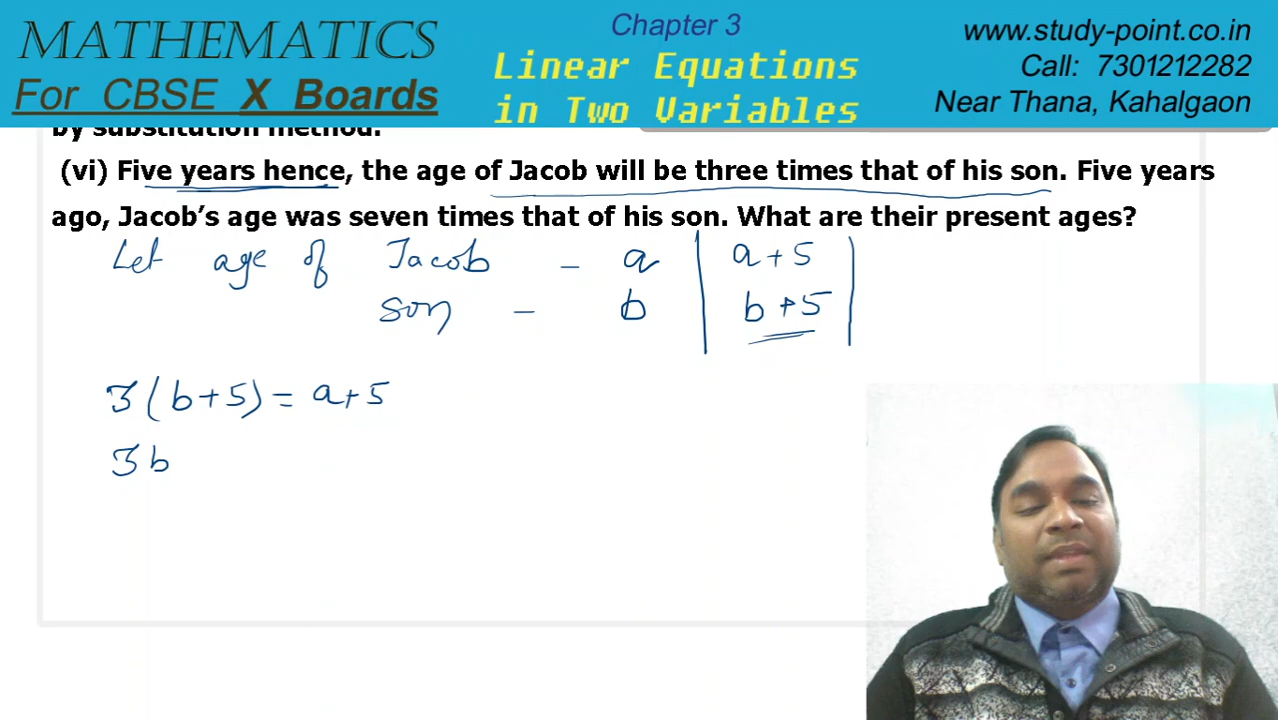 MATHEMATICS
For CBSE X Boards
Chapter 3
Linear Equations
in Two Variables
www.study-point.co.in
Call: 7301212282
Near Thana, Kahalgaon
by substitution method.
(vi) Five years hence, the age of Jacob will be three times that of his son. Five years
ago, Jacob’s age was seven times that of his son. What are their present ages?
Let age of Jacob - a | a+5 |
son - b | b+5 |
3(b+5) = a+5
3b